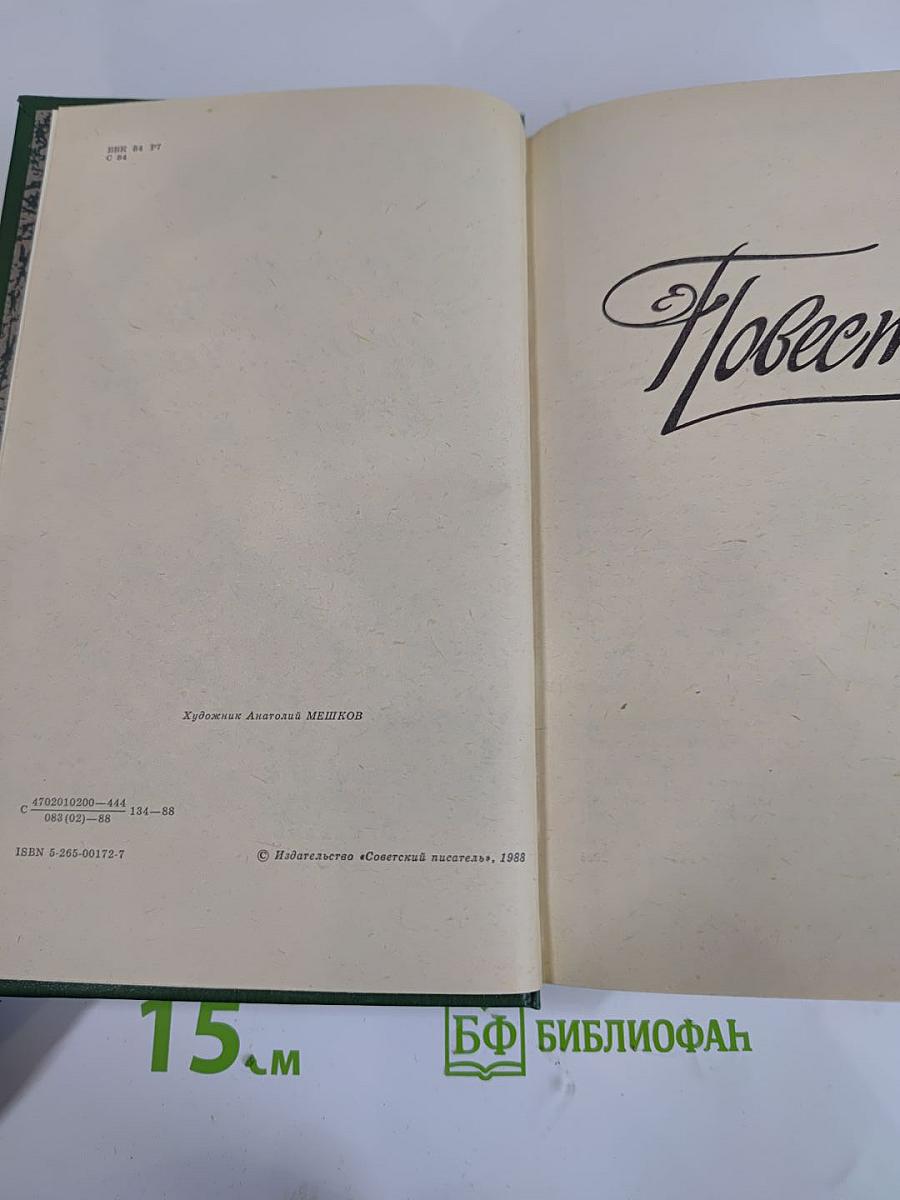 ББК 84 Р7
С 84
Художник Анатолий МЕШКОВ
С 4702010200—444 134—88
083(02)—88
ISBN 5-265-00172-7
© Издательство «Советский писатель», 1988
Повест
15 см
БФ БИБЛИОФАН